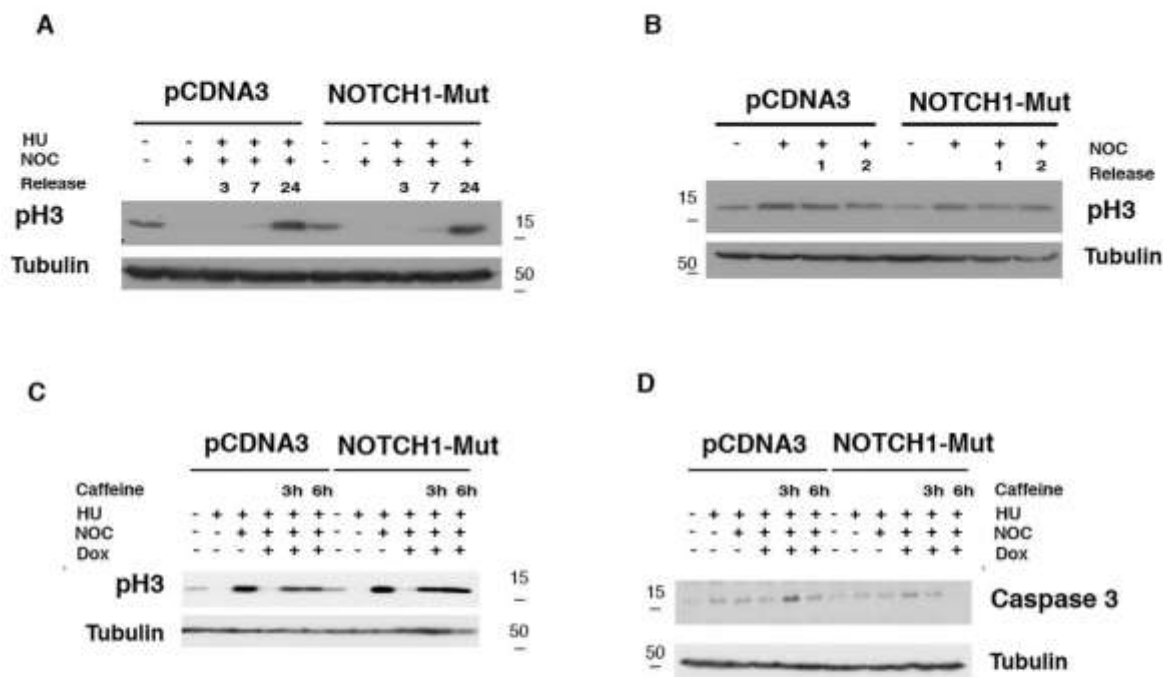 A
pCDNA3 NOTCH1-Mut
HU - - + + + - - + + +
NOC - + + + + - + + + +
Release 3 7 24 3 7 24
pH3 15
Tubulin 50
B
pCDNA3 NOTCH1-Mut
- + + + - + + + NOC
1 2 1 2 Release
15 pH3
50 Tubulin
C
pCDNA3 NOTCH1-Mut
Caffeine 3h 6h 3h 6h
HU - + + + + + - + + + + +
NOC - - + + + + - - + + + +
Dox - - - + + + - - - + + +
pH3 15
Tubulin 50
D
pCDNA3 NOTCH1-Mut
3h 6h 3h 6h Caffeine
- + + + + + - + + + + + HU
- - + + + + - - + + + + NOC
- - - + + + - - - + + + Dox
15 Caspase 3
50 Tubulin